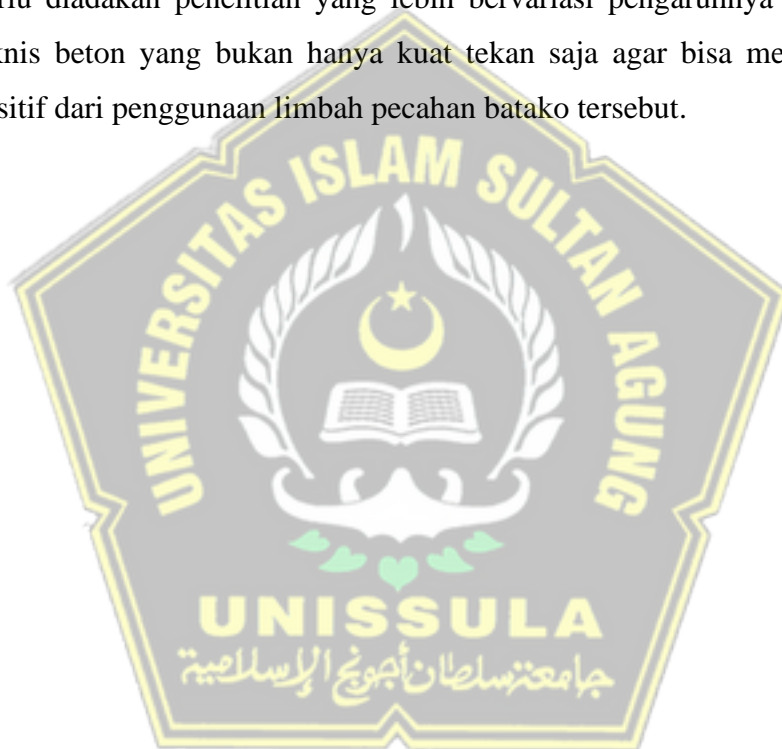 diadakan penelitian yang lebih bervariasi pengaruhnya
beton yang bukan hanya kuat tekan saja agar bisa
dari penggunaan limbah pecahan batako tersebut.
UNIVERSITAS ISLAM SULTAN AGUNG
UNISSULA
جامعة سلطان أجونج الإسلامية